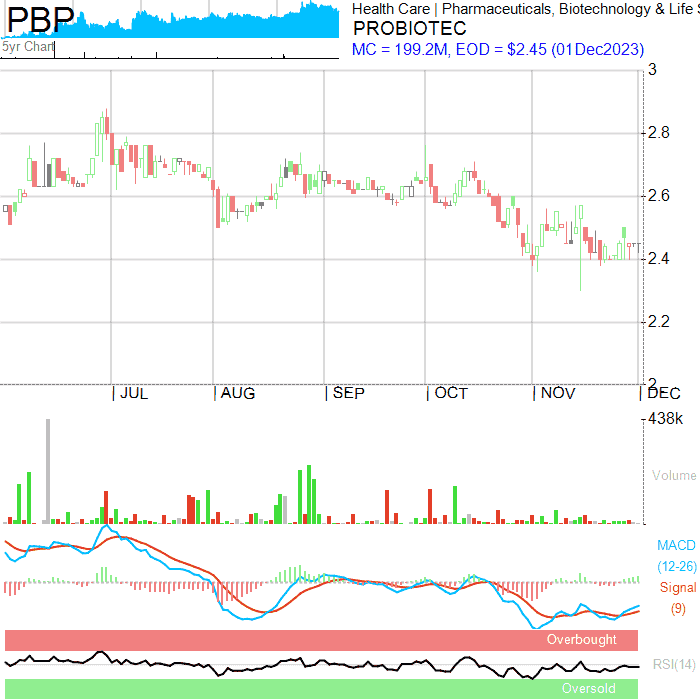 PBP
5yr Chart
Health Care | Pharmaceuticals, Biotechnology & Life S
PROBIOTEC
MC = 199.2M, EOD = $2.45 (01Dec2023)
3
2.8
2.6
2.4
2.2
2
| JUL | AUG | SEP | OCT | NOV | DEC
438k
Volume
MACD
(12-26)
Signal
(9)
Overbought
RSI(14)
Oversold